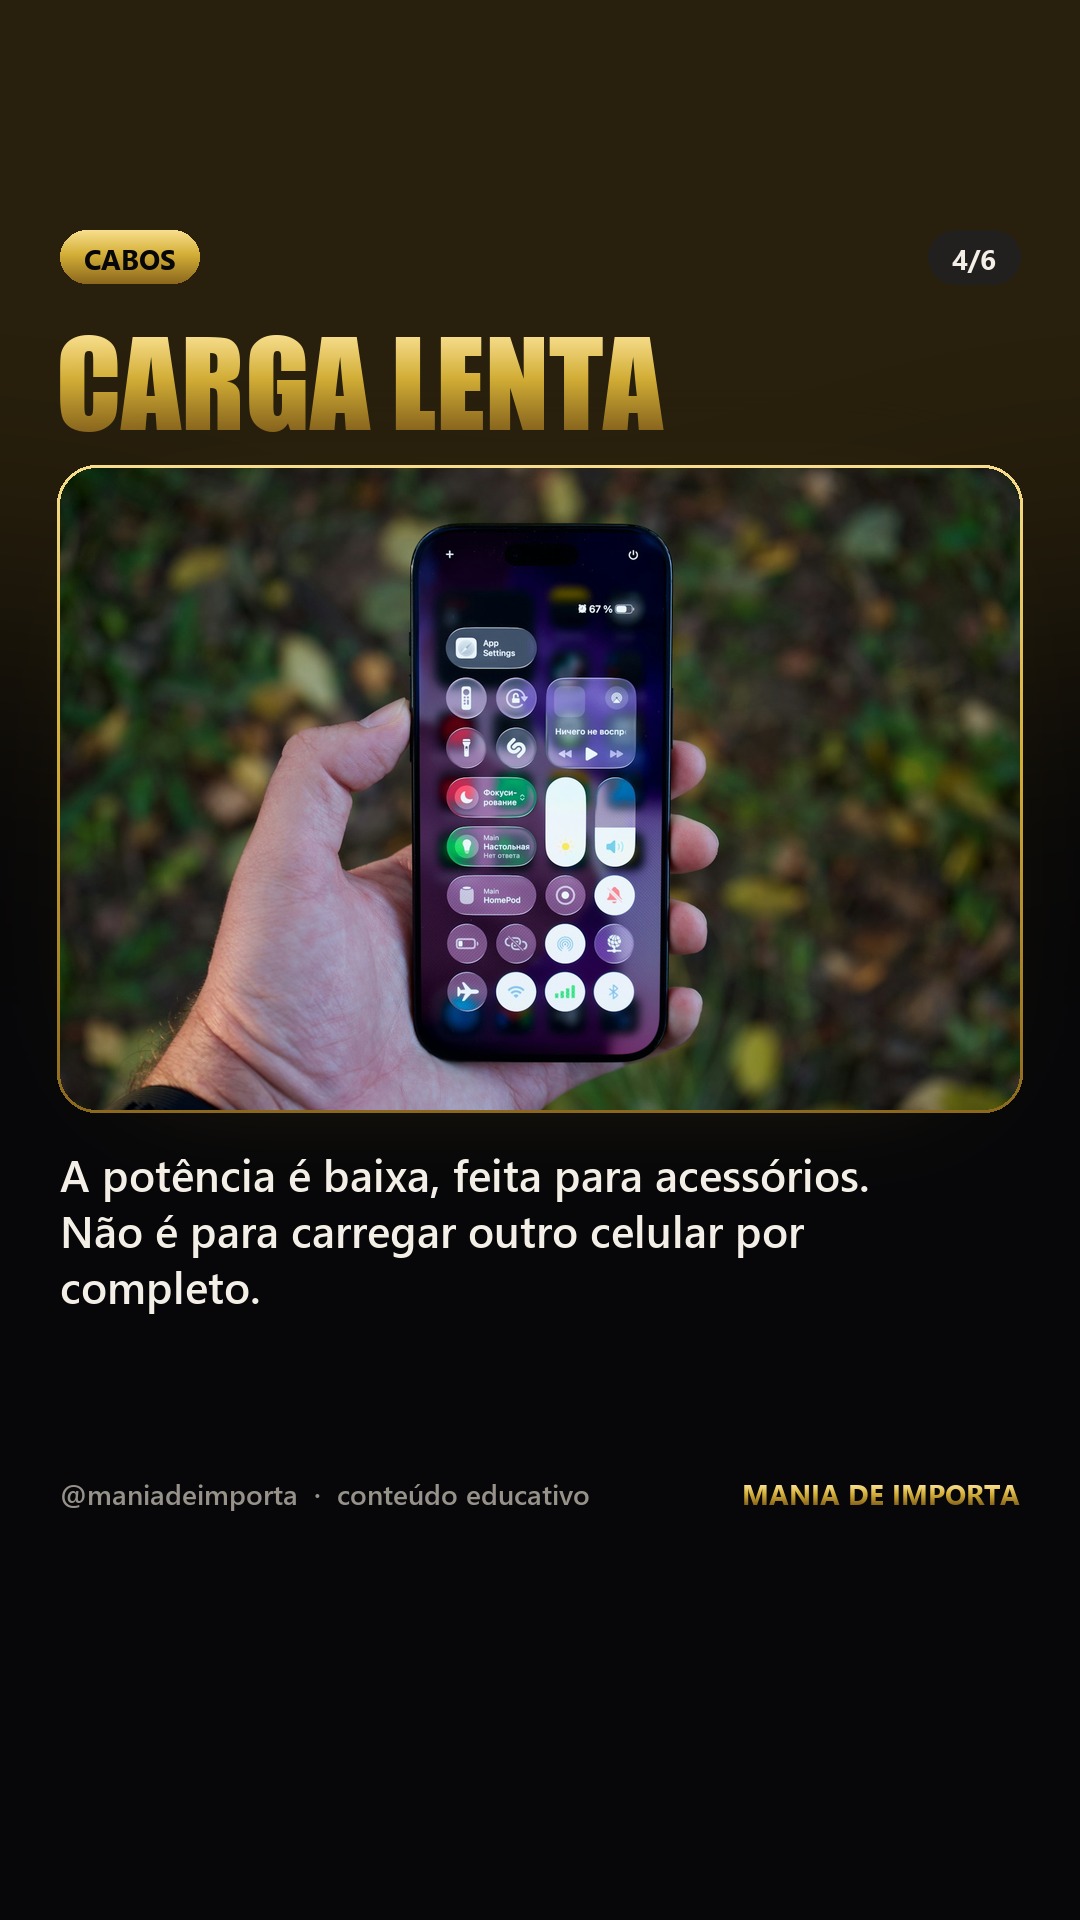 CABOS
4/6
CARGA LENTA
67 %
App
Settings
Ничего не воспр
Фокуси-
рование
Main
Настольная
Нет ответа
Main
HomePod
A potência é baixa, feita para acessórios.
Não é para carregar outro celular por
completo.
@maniadeimporta · conteúdo educativo
MANIA DE IMPORTA